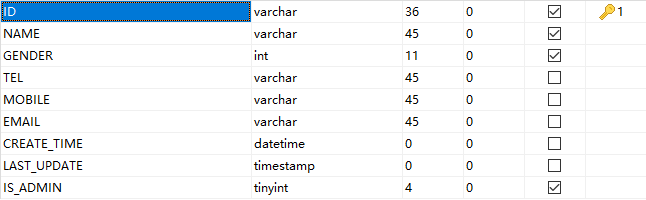 ID varchar 36 0 1
NAME varchar 45 0
GENDER int 11 0
TEL varchar 45 0
MOBILE varchar 45 0
EMAIL varchar 45 0
CREATE_TIME datetime 0 0
LAST_UPDATE timestamp 0 0
IS_ADMIN tinyint 4 0